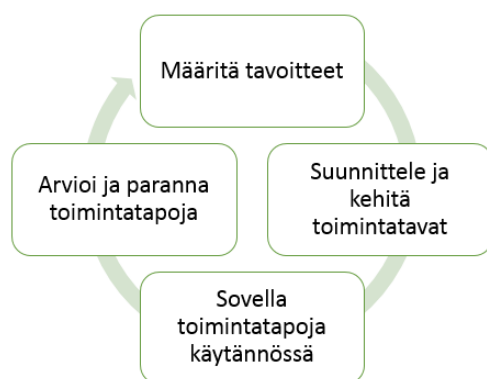 Määritä tavoitteet
Suunnittele ja
kehitä
toimintatavat
Sovella
toimintatapoja
käytännössä
Arvioi ja paranna
toimintatapoja